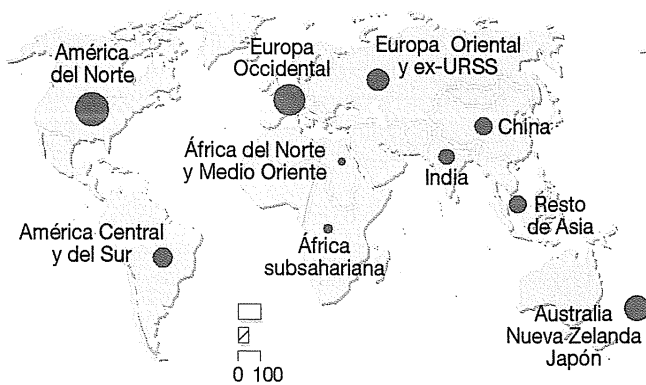 América
del Norte
Europa
Occidental
Europa Oriental
y ex-URSS
China
África del Norte
y Medio Oriente
India
Resto
de Asia
América Central
y del Sur
África
subsahariana
Australia
Nueva Zelanda
Japón
0 100